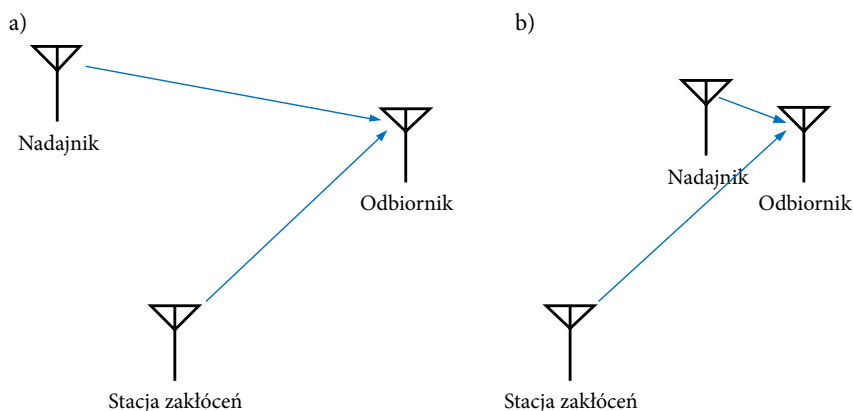 a)
Nadajnik
Odbiornik
Stacja zakłóceń
b)
Nadajnik
Odbiornik
Stacja zakłóceń